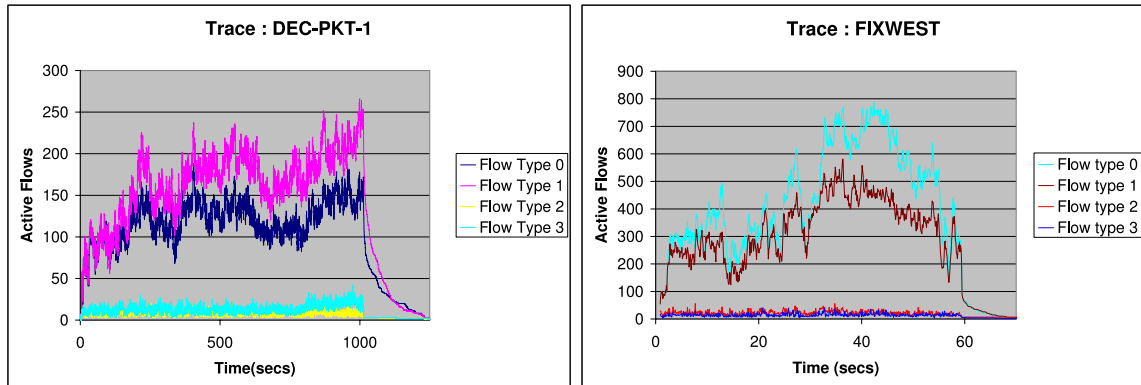 Trace : DEC-PKT-1
300
250
200
150
100
50
0
Active Flows
0
500
1000
Time(secs)
Flow Type 0
Flow Type 1
Flow Type 2
Flow Type 3
Trace : FIXWEST
900
800
700
600
500
400
300
200
100
0
Active Flows
0
20
40
60
Time (secs)
Flow type 0
Flow type 1
Flow type 2
Flow type 3